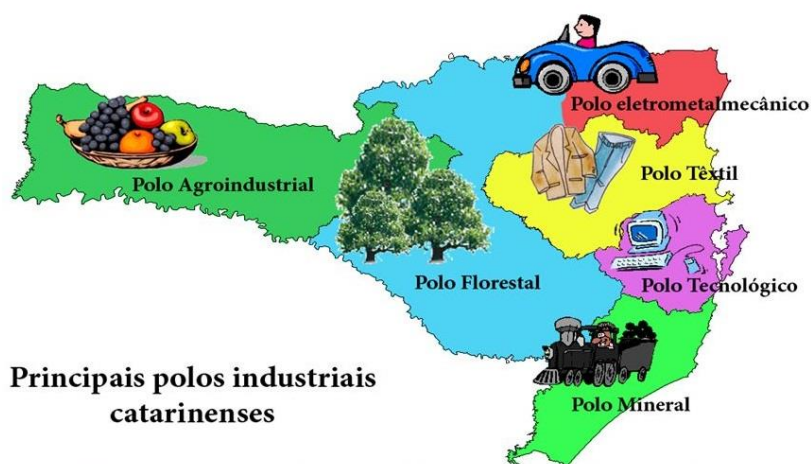 Polo eletrometalmecânico
Polo Têxtil
Polo Agroindustrial
Polo Florestal
Polo Tecnológico
Principais polos industriais
catarinenses
Polo Mineral